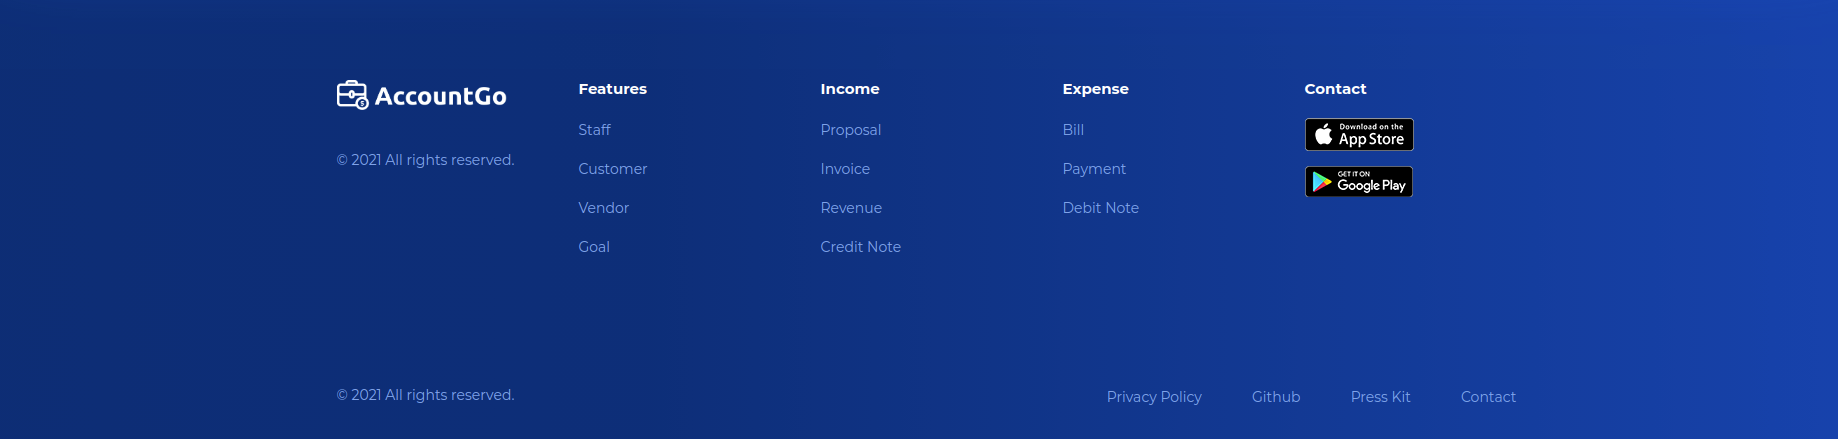 AccountGo
© 2021 All rights reserved.
Features
Staff
Customer
Vendor
Goal
Income
Proposal
Invoice
Revenue
Credit Note
Expense
Bill
Payment
Debit Note
Contact
Download on the
App Store
GET IT ON
Google Play
© 2021 All rights reserved.
Privacy Policy
Github
Press Kit
Contact